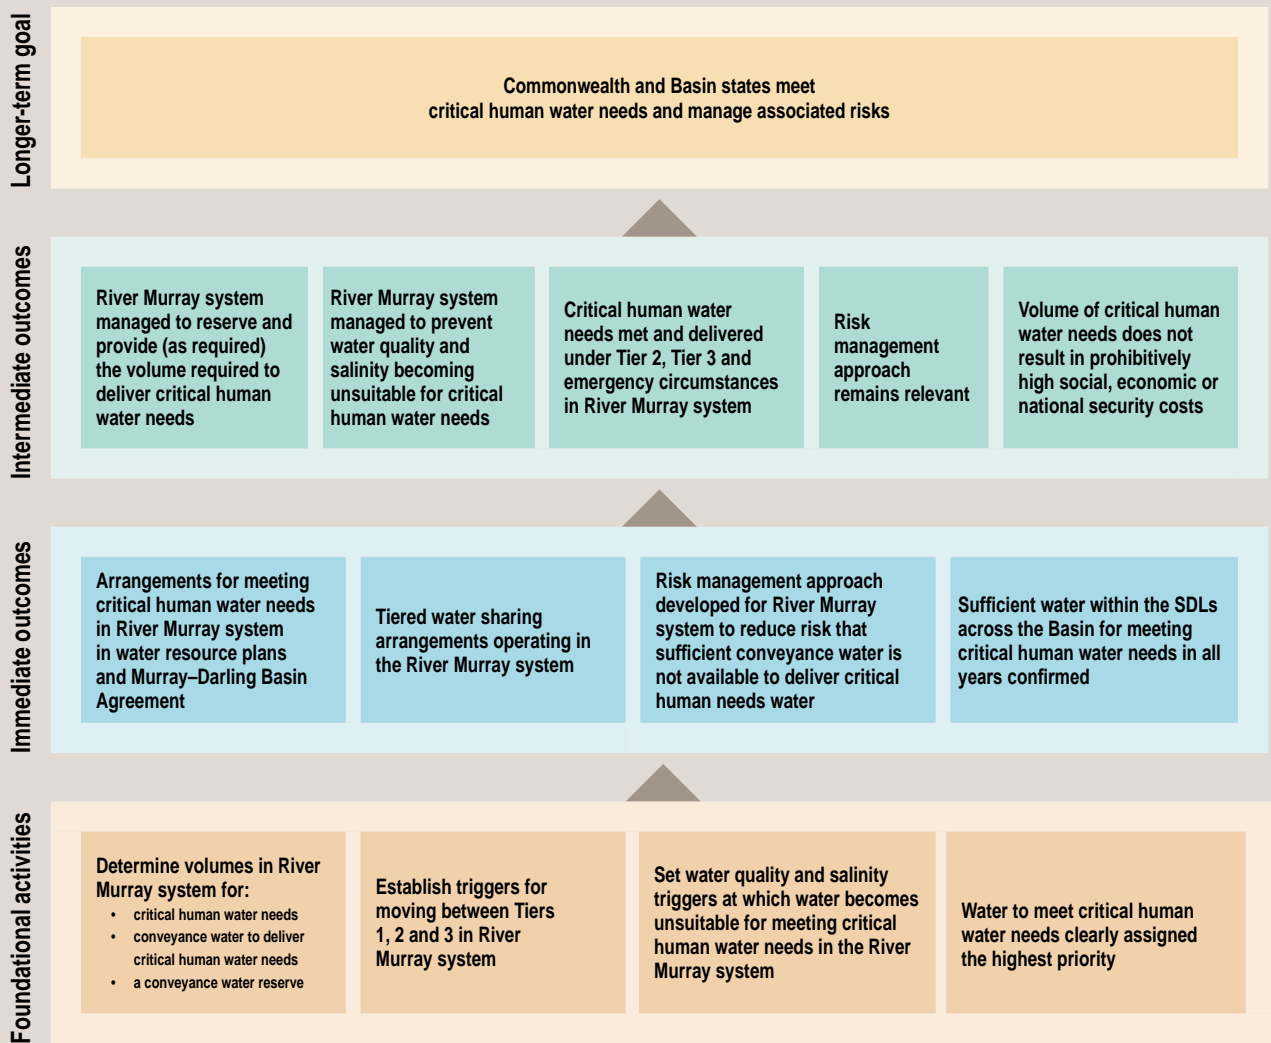 Longer-term goal
Commonwealth and Basin states meet
critical human water needs and manage associated risks
Intermediate outcomes
River Murray system
managed to reserve and
provide (as required)
the volume required to
deliver critical human
water needs
River Murray system
managed to prevent
water quality and
salinity becoming
unsuitable for critical
human water needs
Critical human water
needs met and delivered
under Tier 2, Tier 3 and
emergency circumstances
in River Murray system
Risk
management
approach
remains relevant
Volume of critical human
water needs does not
result in prohibitively
high social, economic or
national security costs
Immediate outcomes
Arrangements for meeting
critical human water needs
in River Murray system
in water resource plans
and Murray–Darling Basin
Agreement
Tiered water sharing
arrangements operating in
the River Murray system
Risk management approach
developed for River Murray
system to reduce risk that
sufficient conveyance water is
not available to deliver critical
human needs water
Sufficient water within the SDLs
across the Basin for meeting
critical human water needs in all
years confirmed
Foundational activities
Determine volumes in River
Murray system for:
• critical human water needs
• conveyance water to deliver
critical human water needs
• a conveyance water reserve
Establish triggers for
moving between Tiers
1, 2 and 3 in River
Murray system
Set water quality and salinity
triggers at which water becomes
unsuitable for meeting critical
human water needs in the River
Murray system
Water to meet critical human
water needs clearly assigned
the highest priority